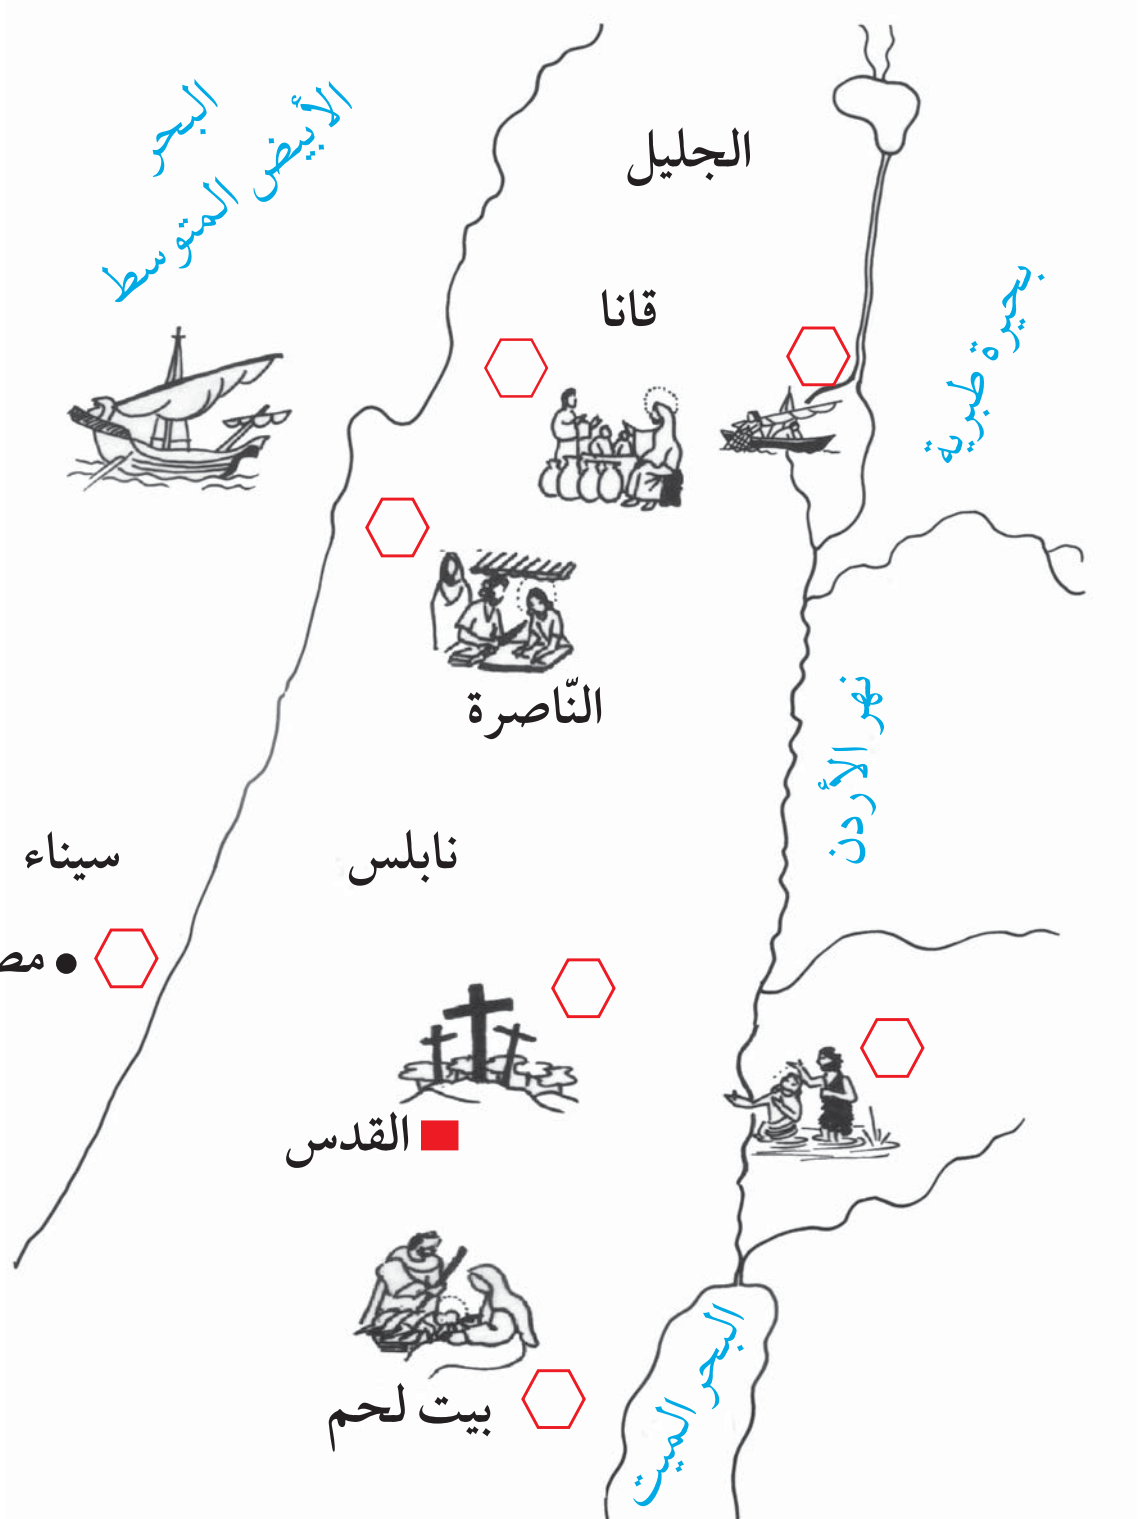 البحر
الأبيض المتوسط
الجليل
قانا
بحيرة طبرية
النّاصرة
نهر الأردن
نابلس
سيناء
القدس
بيت لحم
البحر الميت